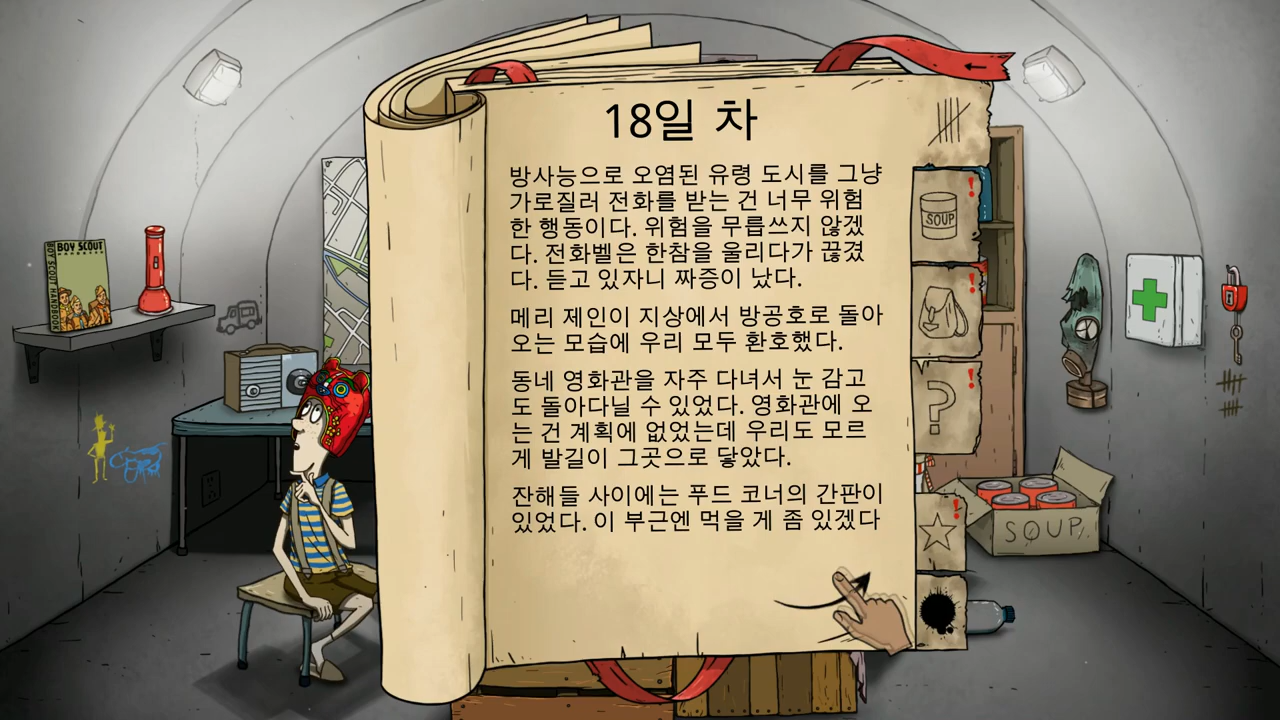 18일 차
방사능으로 오염된 유령 도시를 그냥
가로질러 전화를 받는 건 너무 위험
한 행동이다. 위험을 무릅쓰지 않겠
다. 전화벨은 한참을 울리다가 끊겼
다. 듣고 있자니 짜증이 났다.
메리 제인이 지상에서 방공호로 돌아
오는 모습에 우리 모두 환호했다.
동네 영화관을 자주 다녀서 눈 감고
도 돌아다닐 수 있었다. 영화관에 오
는 건 계획에 없었는데 우리도 모르
게 발길이 그곳으로 닿았다.
잔해들 사이에는 푸드 코너의 간판이
있었다. 이 부근엔 먹을 게 좀 있겠다
BOY SCOUT
BOY SCOUT HANDBOOK
SOUP
SOUP